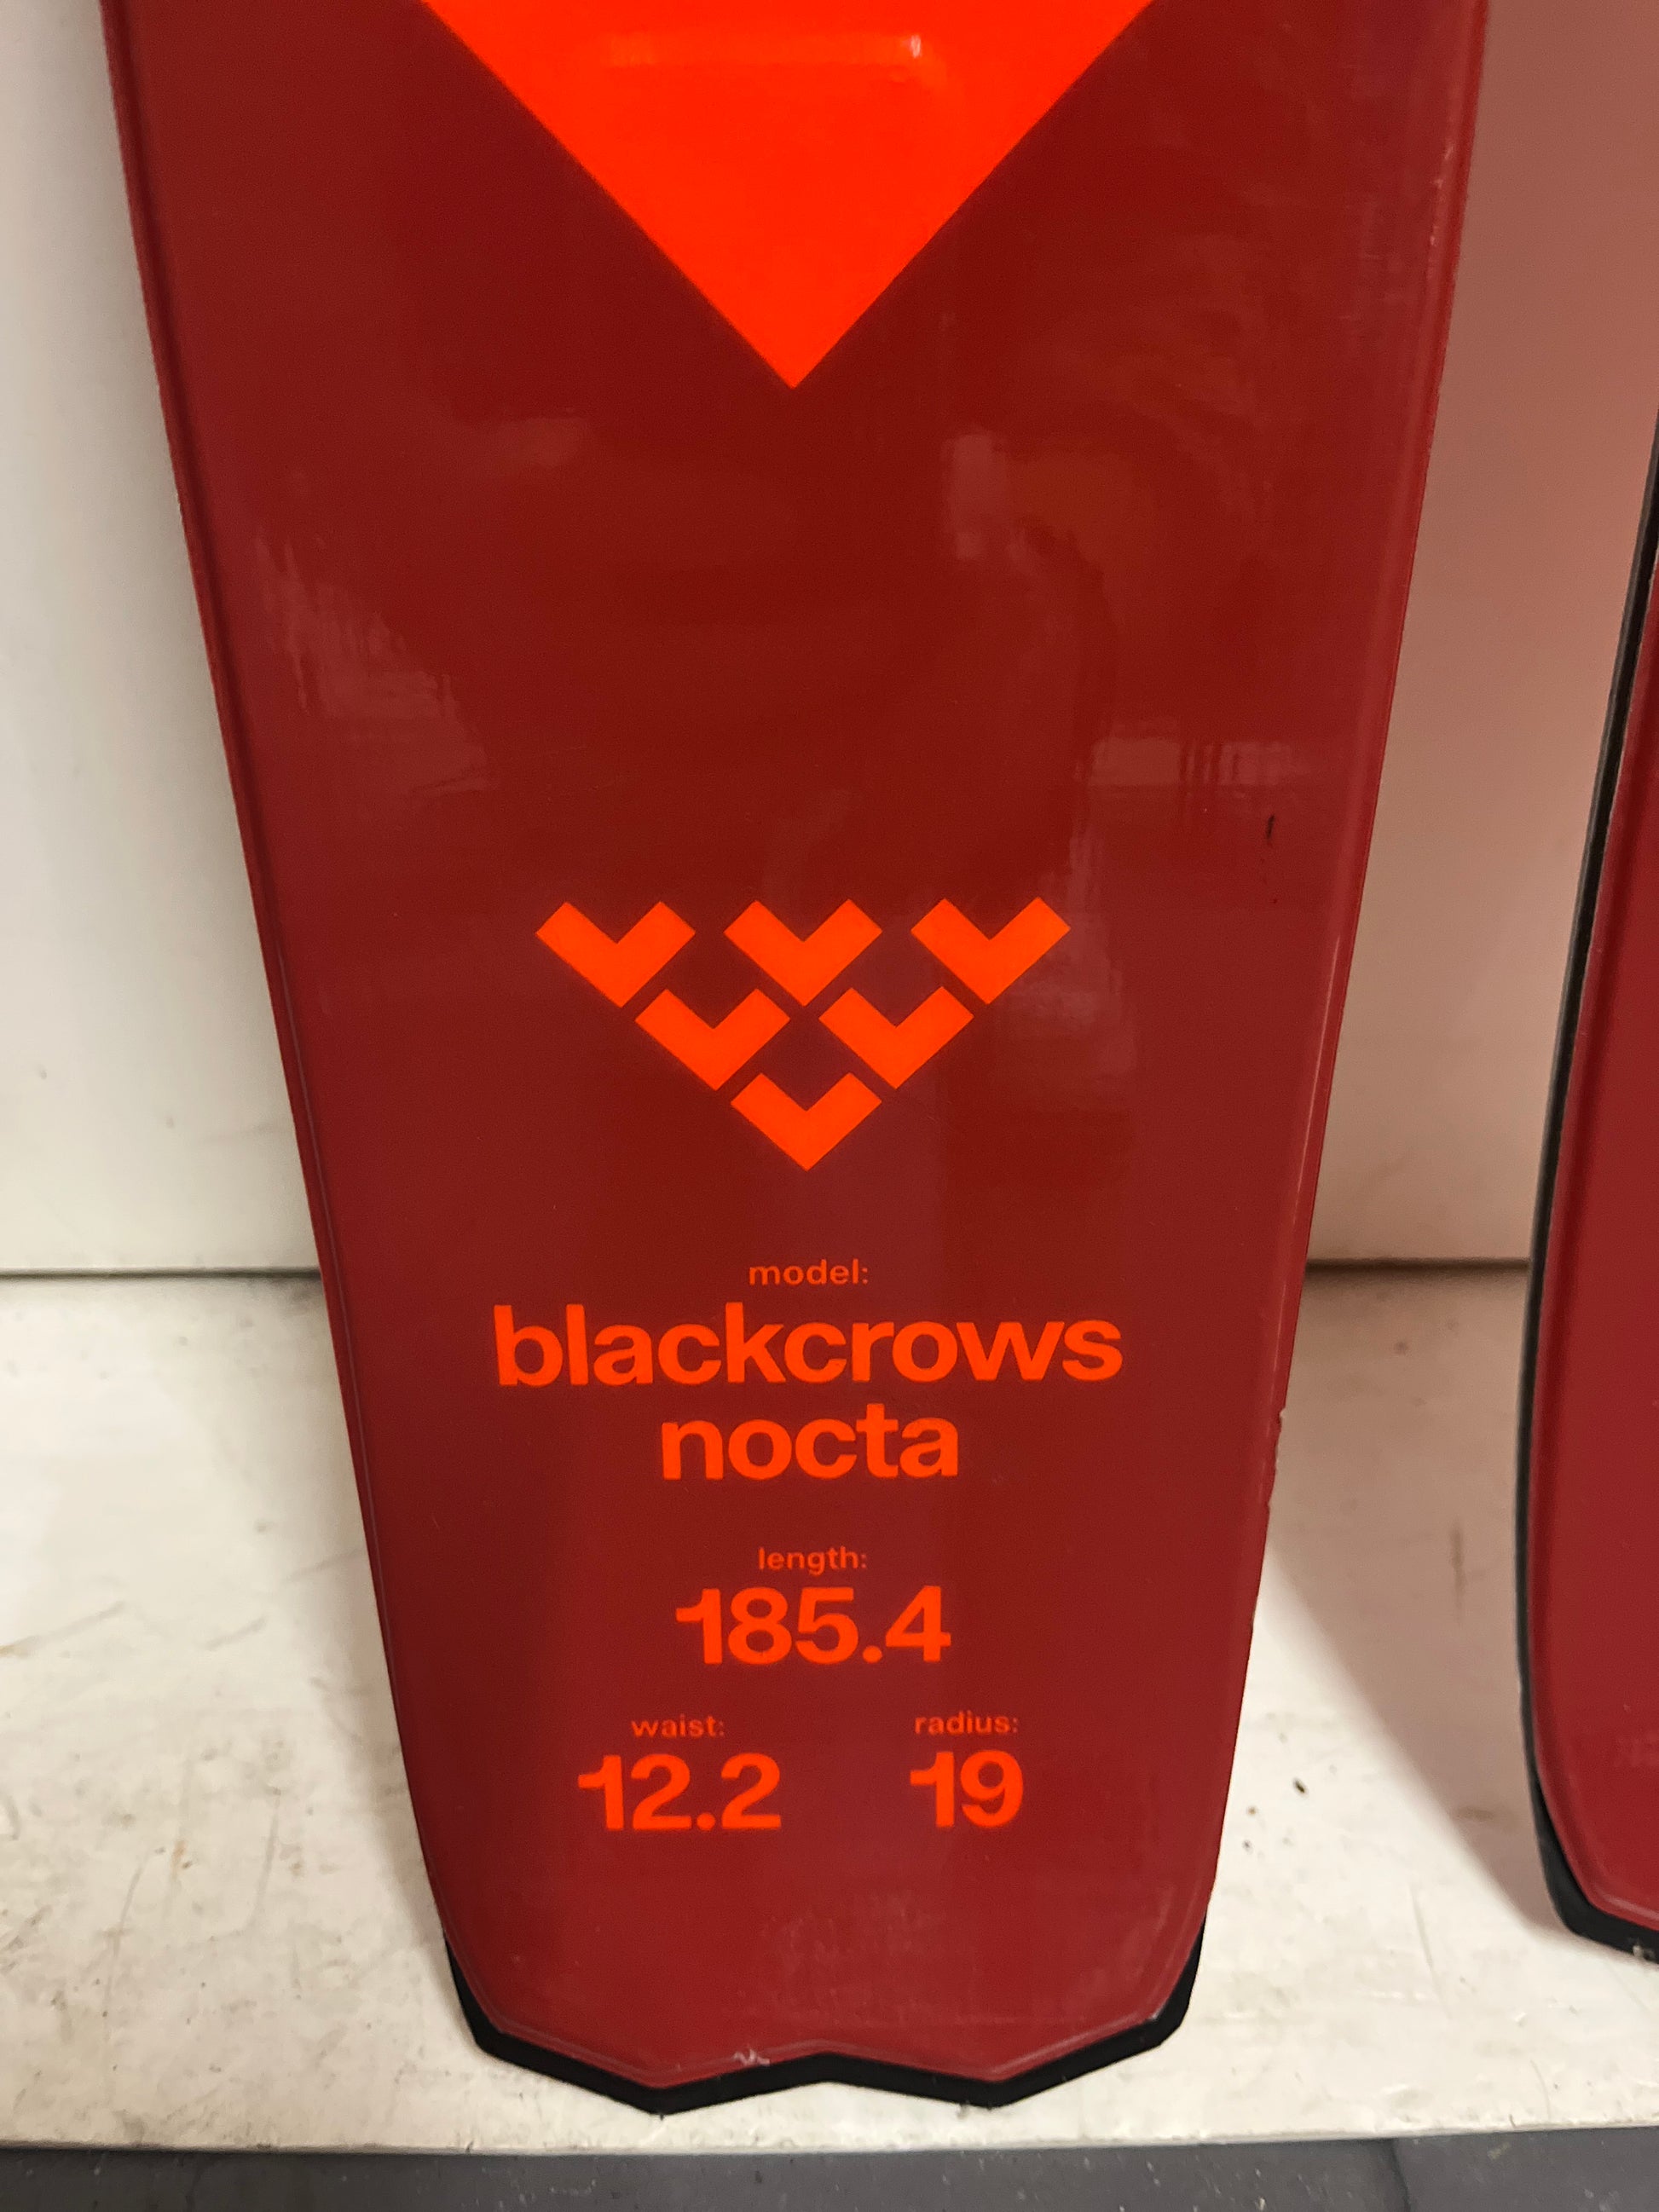 model:
blackcrows
nocta
length:
185.4
waist: radius:
12.2 19